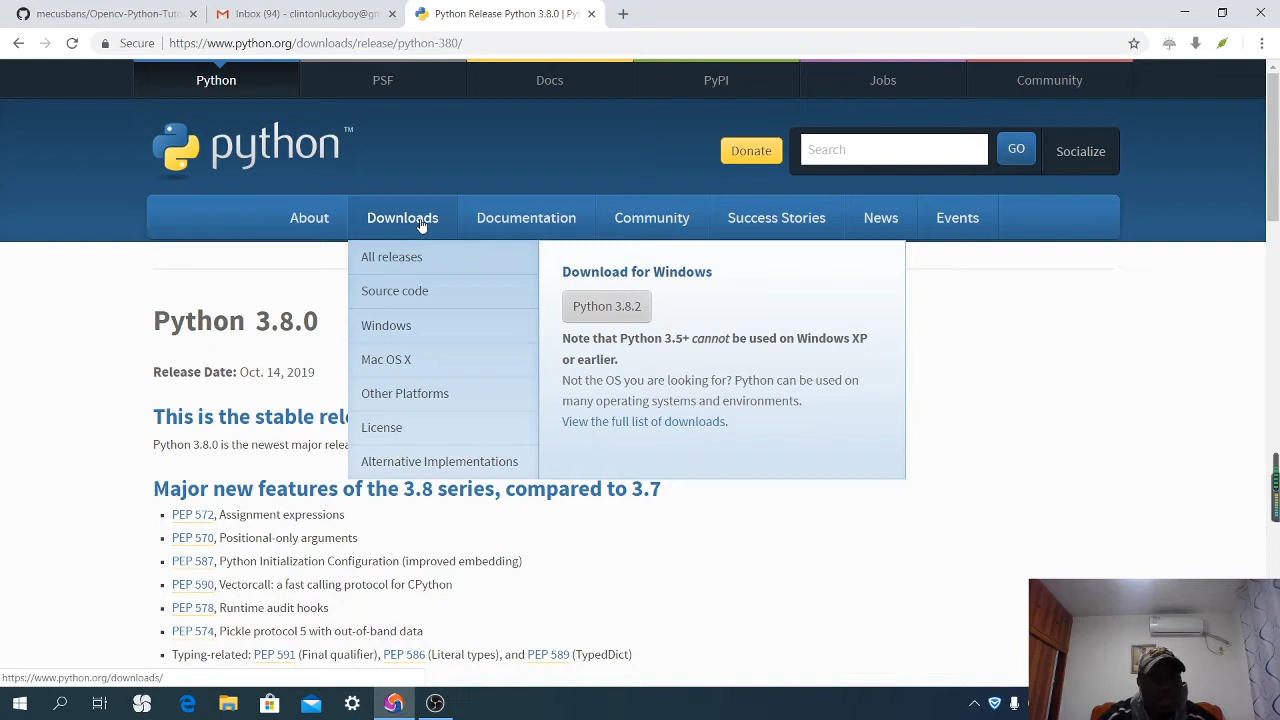 mecusbans/Opencv-Python-Tut
Inbox (94) - clintonluckyboy@gr
Python Release Python 3.8.0 | Pyt
Secure
https://www.python.org/downloads/release/python-380/
Python
PSF
Docs
PyPI
Jobs
Community
python™
Donate
Search
GO
Socialize
About
Downloads
Documentation
Community
Success Stories
News
Events
All releases
Source code
Windows
Mac OS X
Other Platforms
License
Alternative Implementations
Download for Windows
Python 3.8.2
Note that Python 3.5+ cannot be used on Windows XP
or earlier.
Not the OS you are looking for? Python can be used on
many operating systems and environments.
View the full list of downloads.
Python 3.8.0
Release Date: Oct. 14, 2019
This is the stable rel
Python 3.8.0 is the newest major relea
Major new features of the 3.8 series, compared to 3.7
PEP 572, Assignment expressions
PEP 570, Positional-only arguments
PEP 587, Python Initialization Configuration (improved embedding)
PEP 590, Vectorcall: a fast calling protocol for CPython
PEP 578, Runtime audit hooks
PEP 574, Pickle protocol 5 with out-of-band data
Typing-related: PEP 591 (Final qualifier), PEP 586 (Literal types), and PEP 589 (TypedDict)
https://www.python.org/downloads/